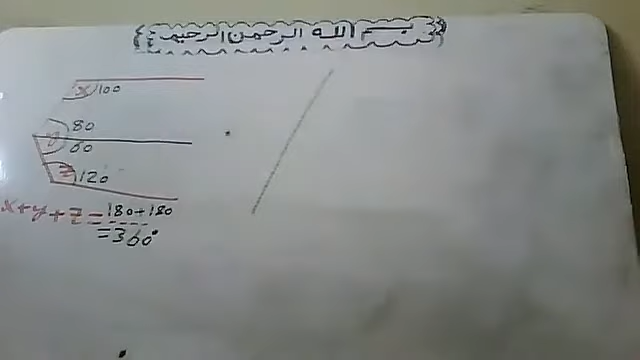 بسم الله الرحمن الرحيم
x 100
80
y
60
z 120
x+y+z=180+180
=360°